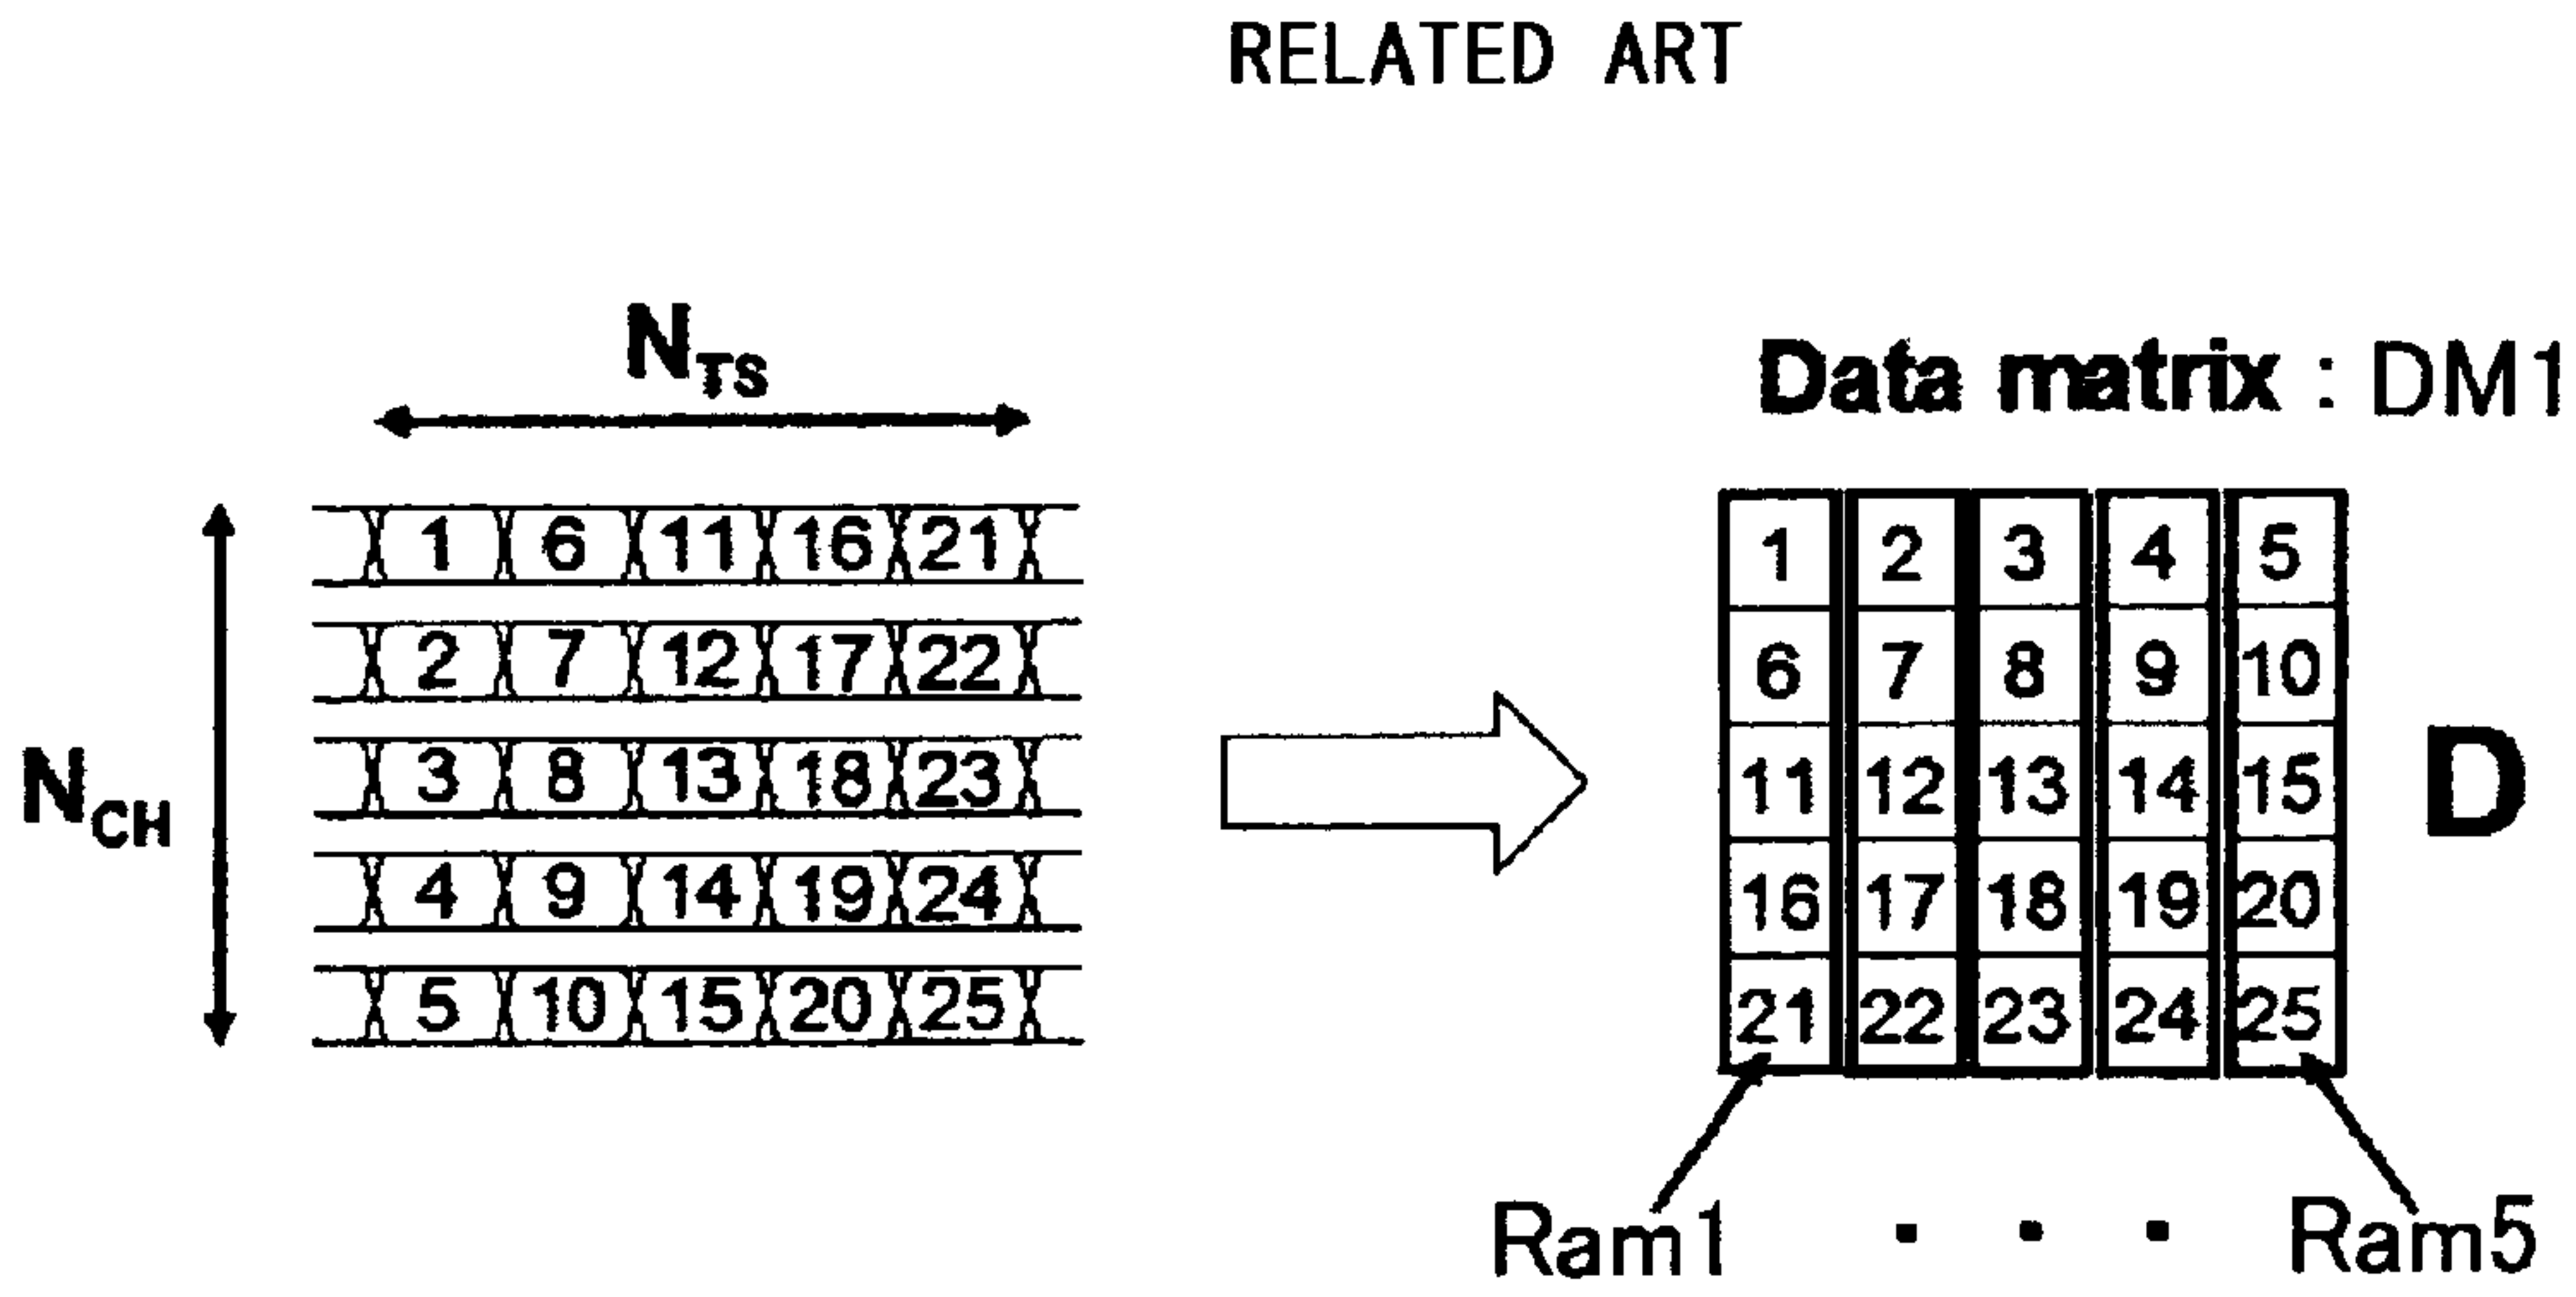 RELATED ART
N_TS
Data matrix : DM1
N_CH
1 6 11 16 21
2 7 12 17 22
3 8 13 18 23
4 9 14 19 24
5 10 15 20 25
1 2 3 4 5
6 7 8 9 10
11 12 13 14 15
16 17 18 19 20
21 22 23 24 25
D
Ram1 · · · Ram5